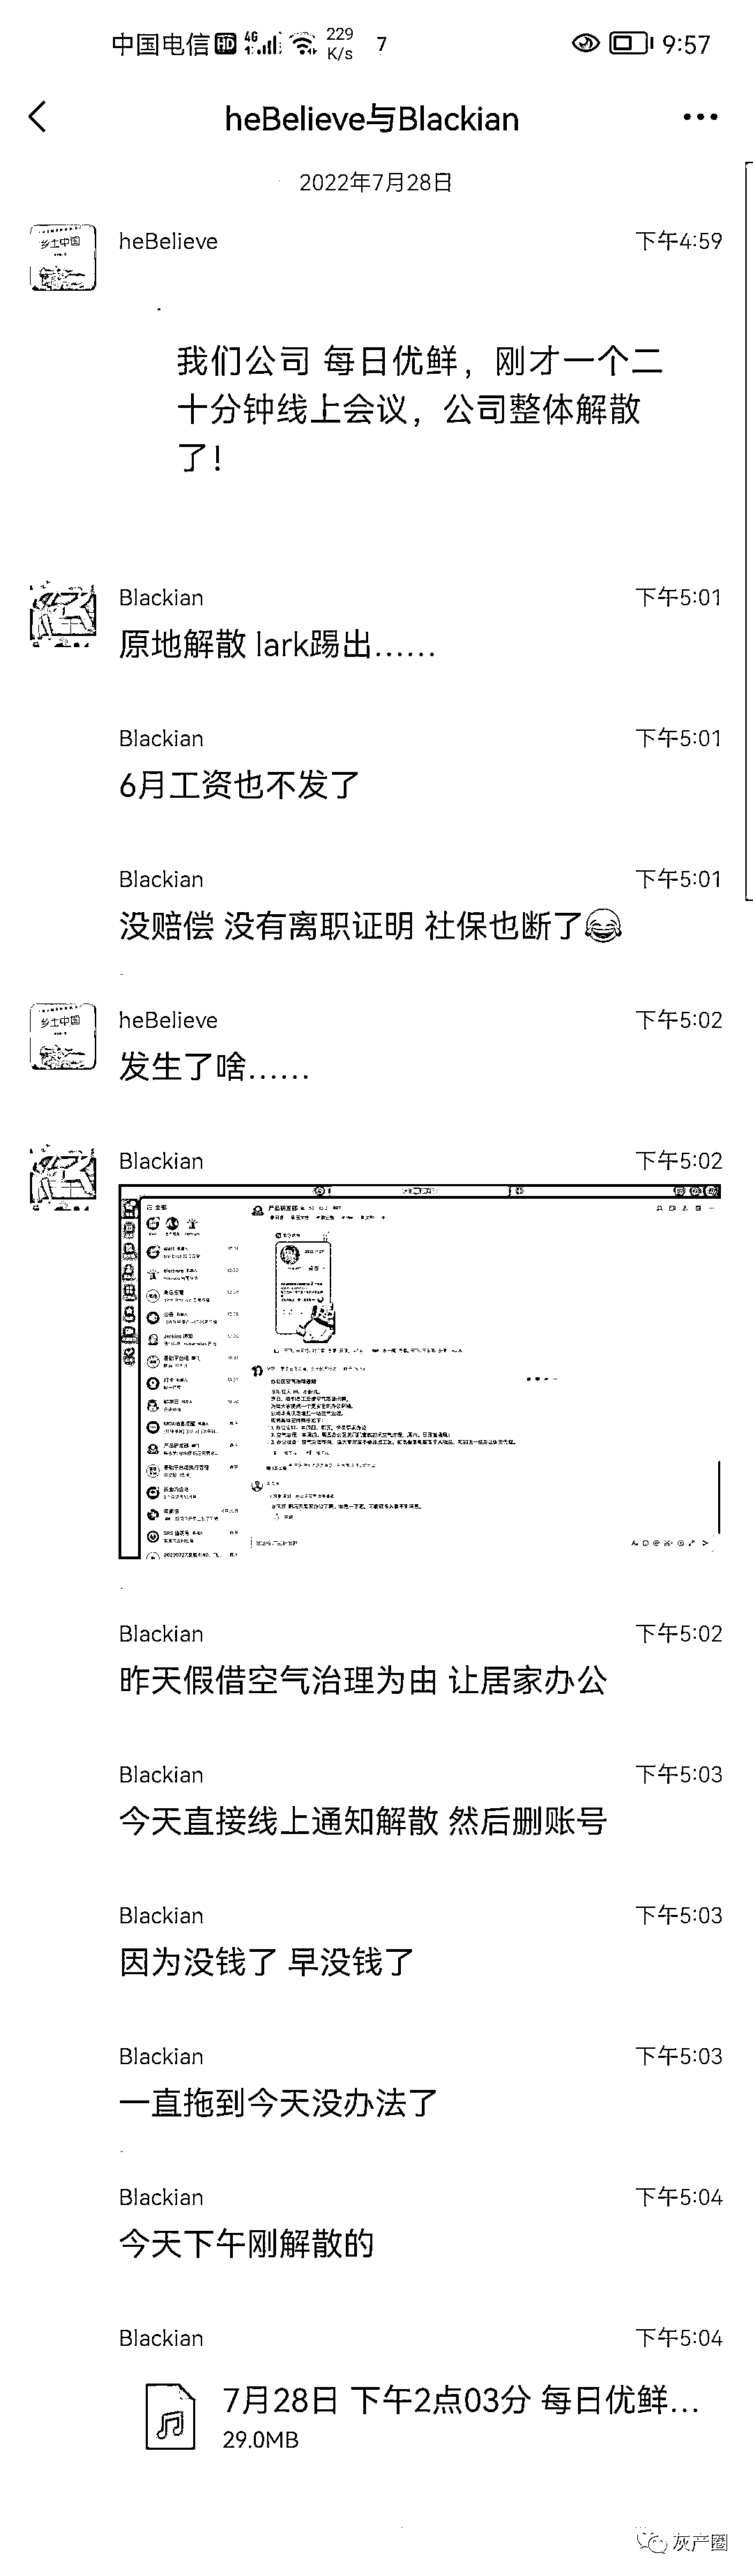 中国电信 HD 4G 229 K/s 7 9:57
heBelieve与Blackian
2022年7月28日
乡土中国
heBelieve 下午4:59
我们公司 每日优鲜，刚才一个二
十分钟线上会议，公司整体解散
了！
Blackian 下午5:01
原地解散 lark踢出……
Blackian 下午5:01
6月工资也不发了
Blackian 下午5:01
没赔偿 没有离职证明 社保也断了😂
乡土中国
heBelieve 下午5:02
发生了啥……
Blackian 下午5:02
Blackian 下午5:02
昨天假借空气治理为由 让居家办公
Blackian 下午5:03
今天直接线上通知解散 然后删账号
Blackian 下午5:03
因为没钱了 早没钱了
Blackian 下午5:03
一直拖到今天没办法了
Blackian 下午5:04
今天下午刚解散的
Blackian 下午5:04
7月28日 下午2点03分 每日优鲜...
29.0MB
灰产圈